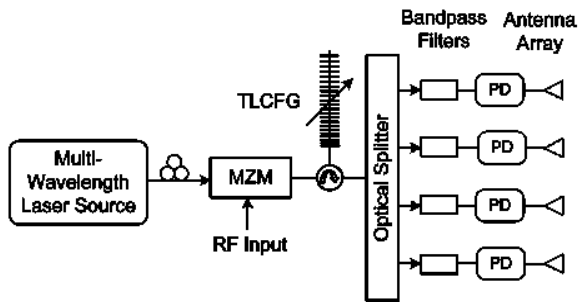 Bandpass Filters
Antenna Array
TLCFG
Multi-
Wavelength
Laser Source
MZM
RF Input
Optical Splitter
PD
PD
PD
PD